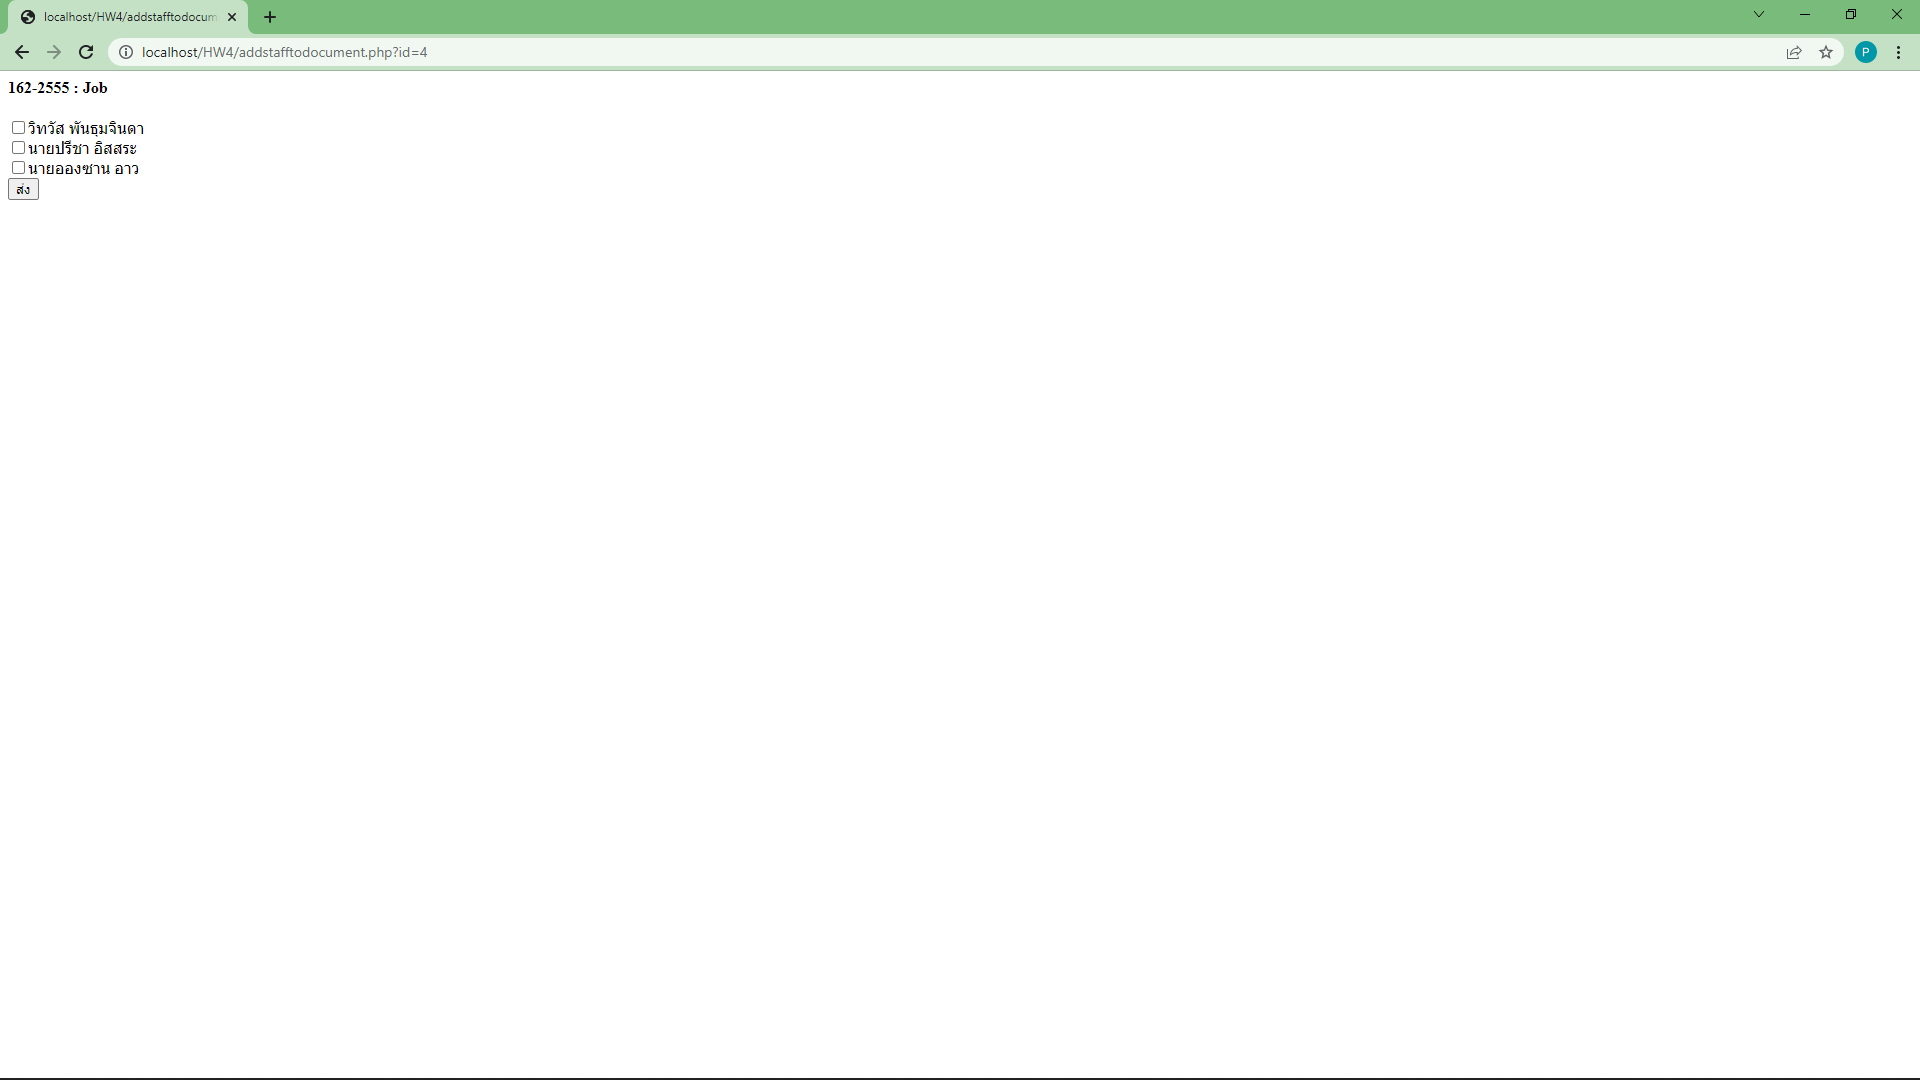 localhost/HW4/addstafftodocum
localhost/HW4/addstafftodocument.php?id=4
P
162-2555 : Job
วิทวัส พันธุมจินดา
นายปรีชา อิสสระ
นายอองซาน อาว
ส่ง